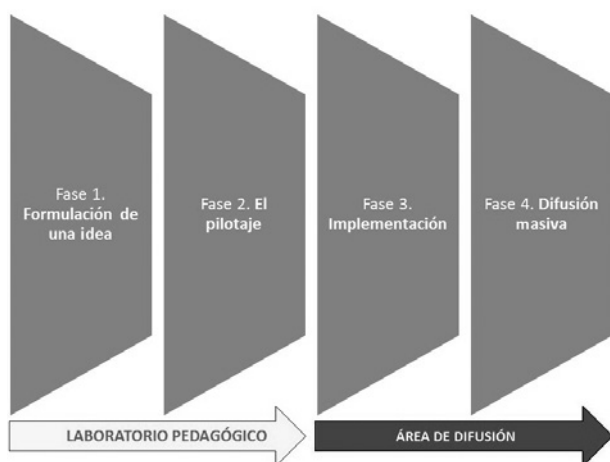 Fase 1.
Formulación de
una idea
Fase 2. El
pilotaje
Fase 3.
Implementación
Fase 4. Difusión
masiva
LABORATORIO PEDAGÓGICO
ÁREA DE DIFUSIÓN